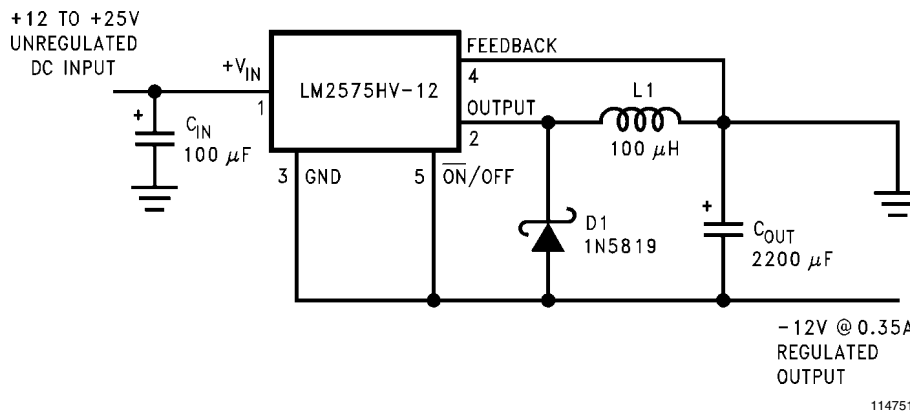 +12 TO +25V
UNREGULATED
DC INPUT
+VIN
1
LM2575HV-12
FEEDBACK
4
OUTPUT
2
L1
100 μH
+
CIN
100 μF
3 GND
5 ON/OFF
D1
1N5819
+
COUT
2200 μF
-12V @ 0.35A
REGULATED
OUTPUT
114751